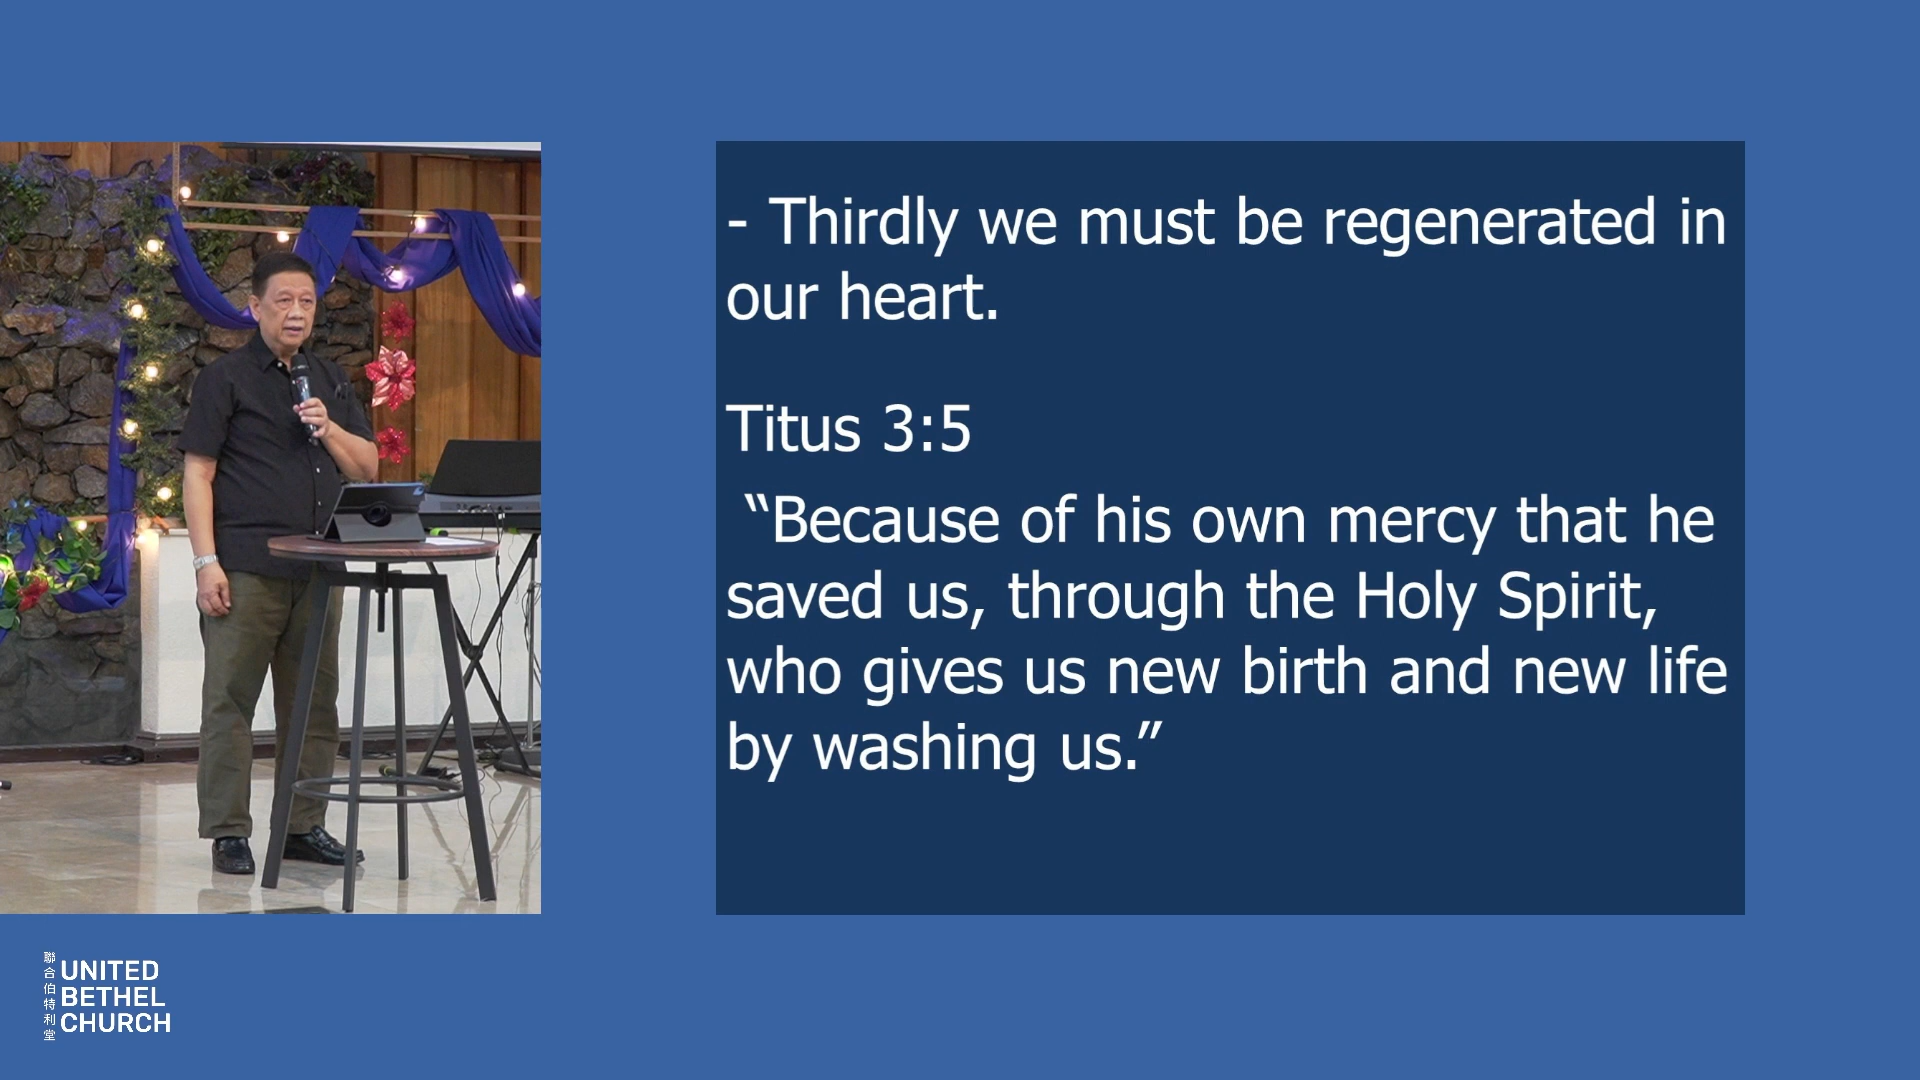 - Thirdly we must be regenerated in
our heart.
Titus 3:5
“Because of his own mercy that he
saved us, through the Holy Spirit,
who gives us new birth and new life
by washing us.”
聯合伯特利堂
UNITED
BETHEL
CHURCH